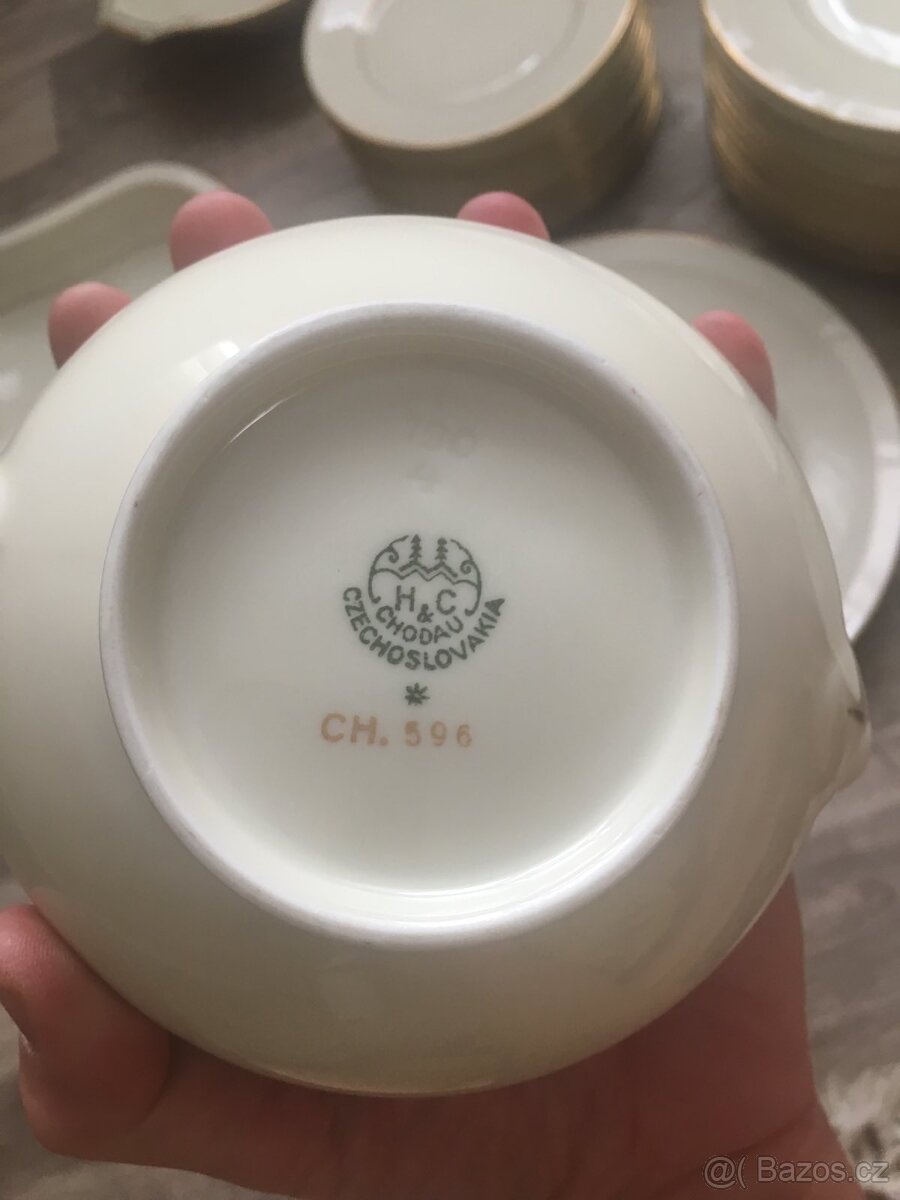 H & C
CHODAU
CZECHOSLOVAKIA
*
CH. 596
@( Bazos.cz